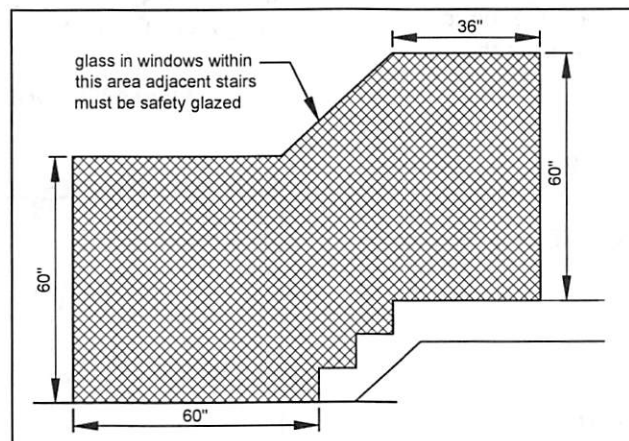 36"
glass in windows within
this area adjacent stairs
must be safety glazed
60"
60"
60"